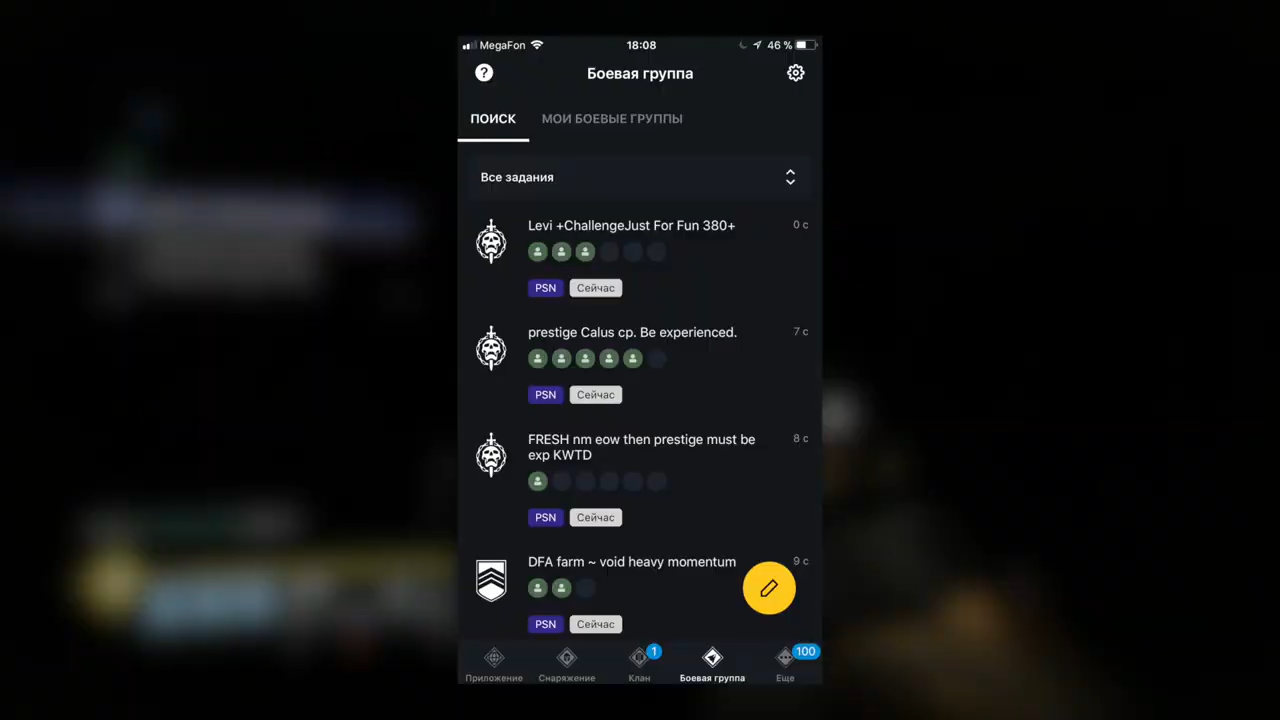 MegaFon 18:08 46 %
? Боевая группа
ПОИСК МОИ БОЕВЫЕ ГРУППЫ
Все задания
Levi +ChallengeJust For Fun 380+ 0 с
PSN Сейчас
prestige Calus cp. Be experienced. 7 с
PSN Сейчас
FRESH nm eow then prestige must be 8 с
exp KWTD
PSN Сейчас
DFA farm ~ void heavy momentum 9 с
PSN Сейчас
1 100
Приложение Снаряжение Клан Боевая группа Еще